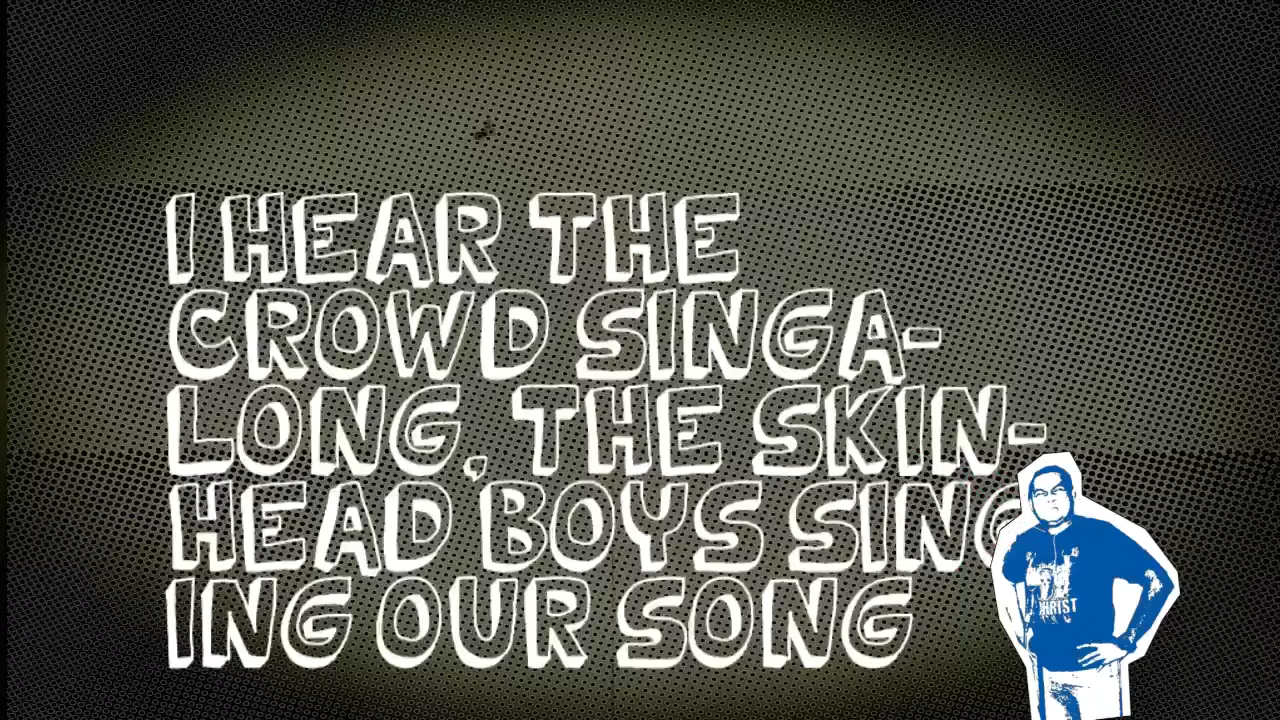 I HEAR THE
CROWD SINGA-
LONG, THE SKIN-
HEAD BOYS SING
ING OUR SONG
HRIST